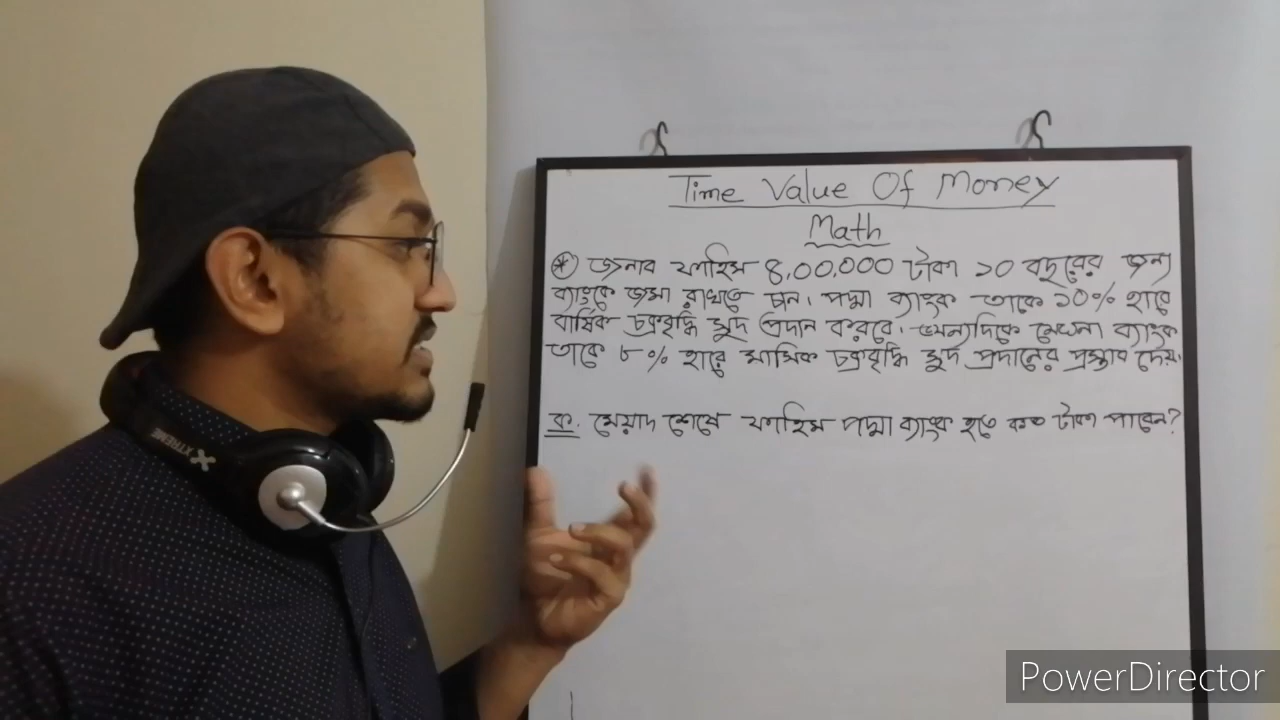 Time Value Of Money
Math
* জনাব ফাহিম ৪,০০,০০০ টাকা ১০ বছরের জন্য
ব্যাংকে জমা রাখতে চান। পদ্মা ব্যাংক তাকে ১০% হারে
বার্ষিক চক্রবৃদ্ধি সুদ প্রদান করবে। অন্যদিকে মেঘনা ব্যাংক
তাকে ৮% হারে মাসিক চক্রবৃদ্ধি সুদ প্রদানের প্রস্তাব দেয়।
ক. মেয়াদ শেষে ফাহিম পদ্মা ব্যাংক হতে কত টাকা পাবেন?
XTREME
PowerDirector